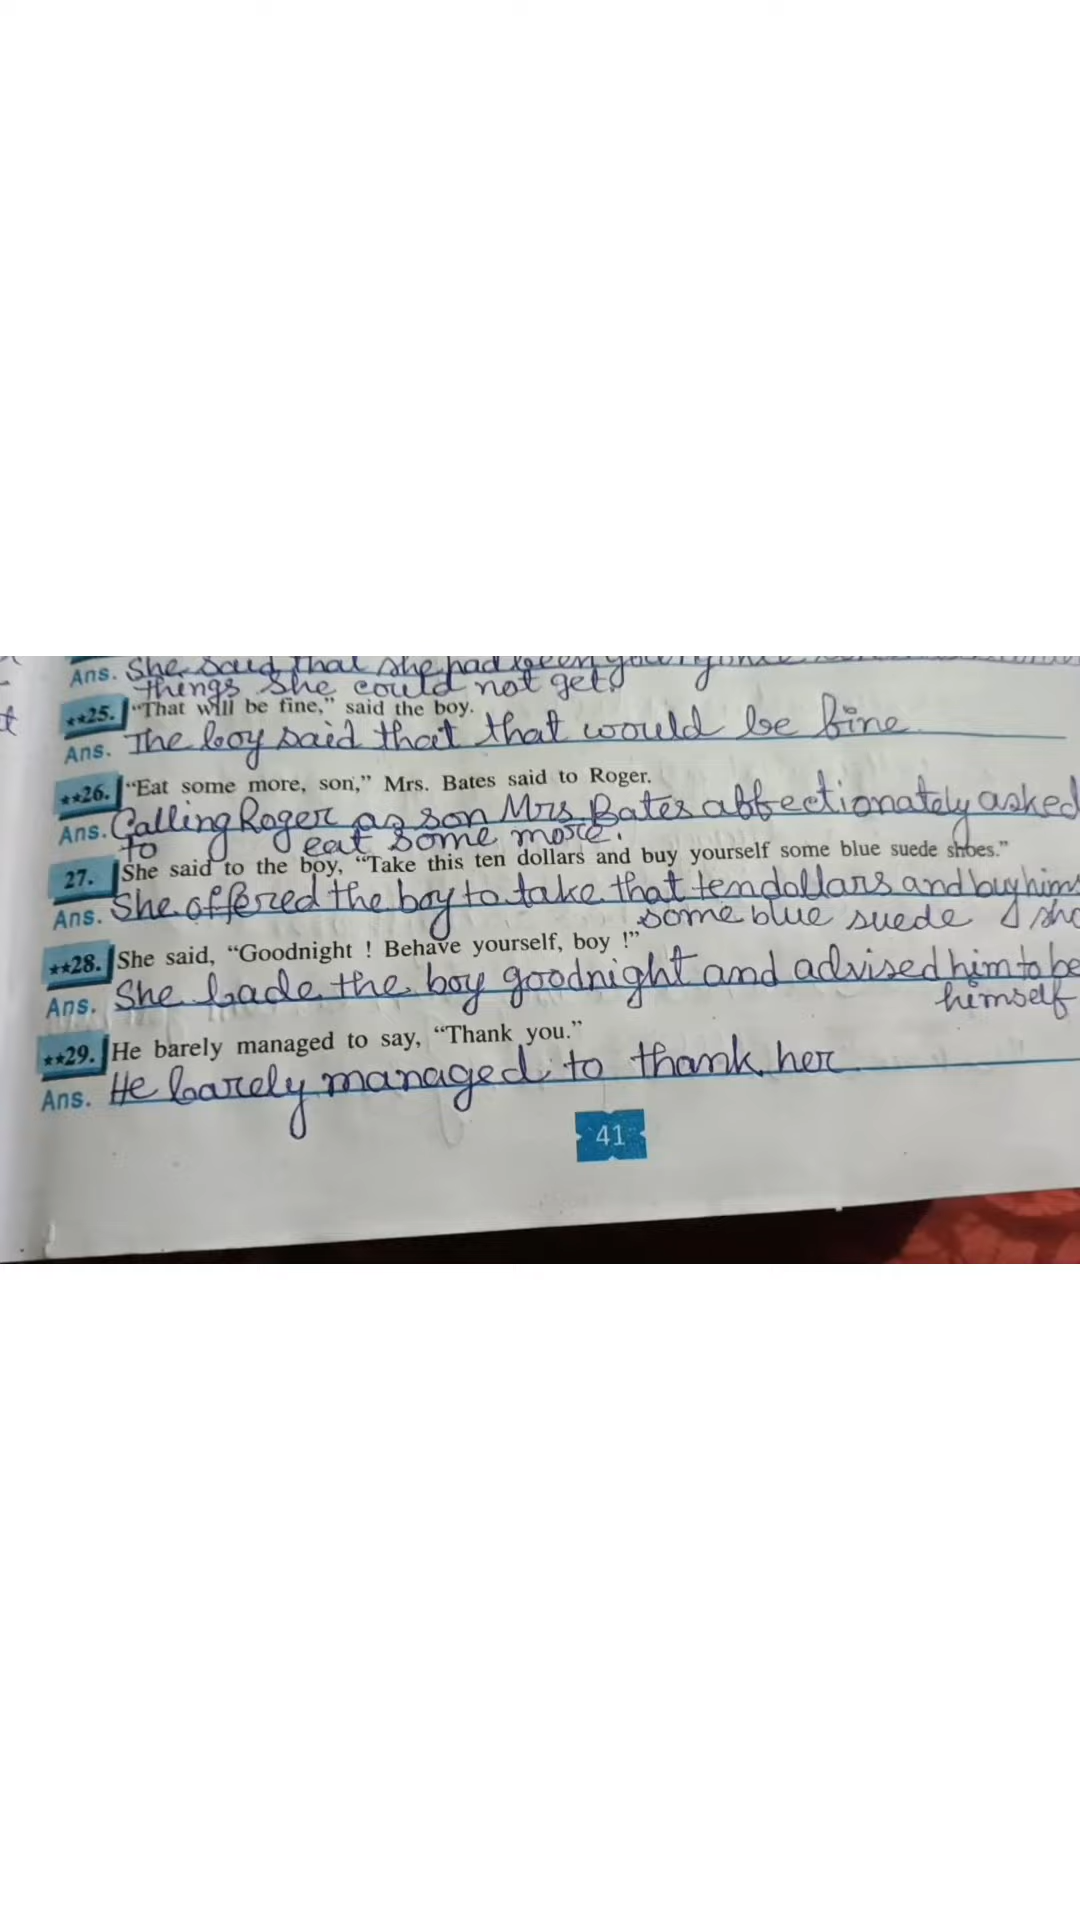 Ans. She said that she had been young once
things she could not get.
t
**25. "That will be fine," said the boy.
Ans. The boy said that that would be fine
**26. "Eat some more, son," Mrs. Bates said to Roger.
Ans. Calling Roger as son Mrs Bates affectionately asked
to eat some more.
27. She said to the boy, "Take this ten dollars and buy yourself some blue suede shoes."
Ans. She offered the boy to take that ten dollars and buy hims
some blue suede sho
**28. She said, "Goodnight ! Behave yourself, boy !"
Ans. She bade the boy goodnight and advised him to be
himself
**29. He barely managed to say, "Thank you."
Ans. He barely managed to thank her
41